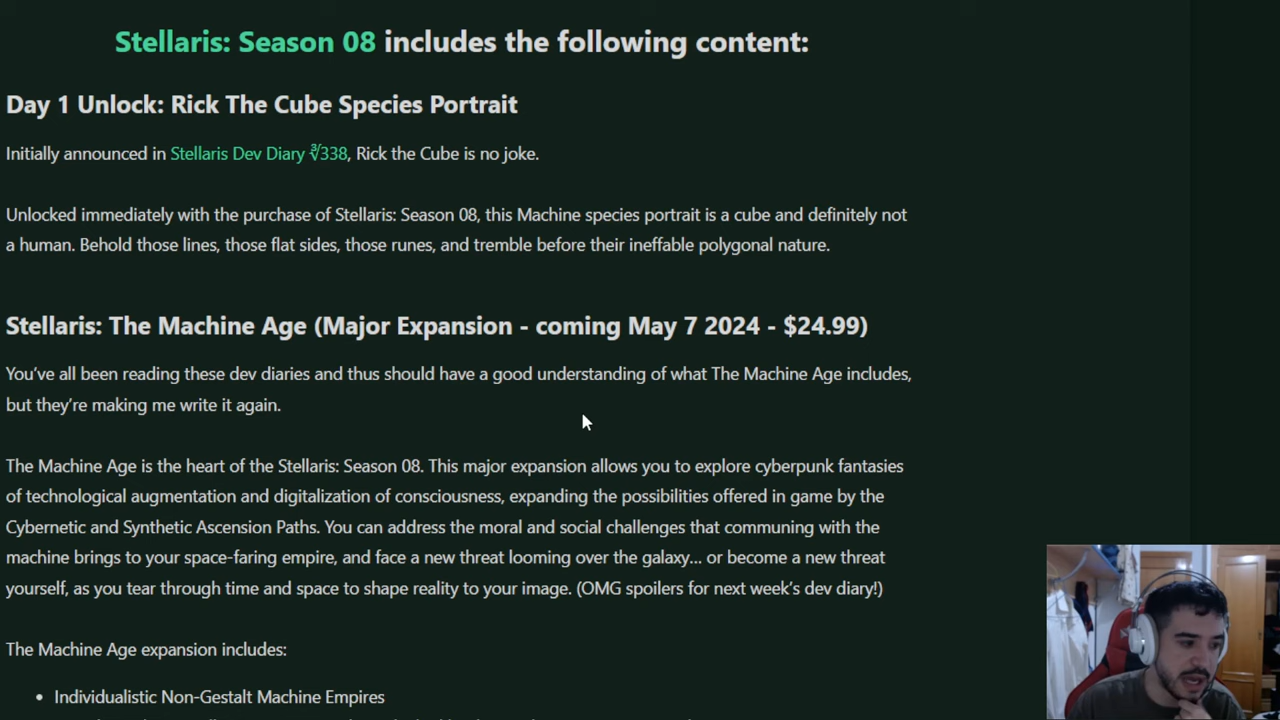 Stellaris: Season 08 includes the following content:
Day 1 Unlock: Rick The Cube Species Portrait
Initially announced in Stellaris Dev Diary ∛338, Rick the Cube is no joke.
Unlocked immediately with the purchase of Stellaris: Season 08, this Machine species portrait is a cube and definitely not
a human. Behold those lines, those flat sides, those runes, and tremble before their ineffable polygonal nature.
Stellaris: The Machine Age (Major Expansion - coming May 7 2024 - $24.99)
You’ve all been reading these dev diaries and thus should have a good understanding of what The Machine Age includes,
but they’re making me write it again.
The Machine Age is the heart of the Stellaris: Season 08. This major expansion allows you to explore cyberpunk fantasies
of technological augmentation and digitalization of consciousness, expanding the possibilities offered in game by the
Cybernetic and Synthetic Ascension Paths. You can address the moral and social challenges that communing with the
machine brings to your space-faring empire, and face a new threat looming over the galaxy... or become a new threat
yourself, as you tear through time and space to shape reality to your image. (OMG spoilers for next week’s dev diary!)
The Machine Age expansion includes:
• Individualistic Non-Gestalt Machine Empires